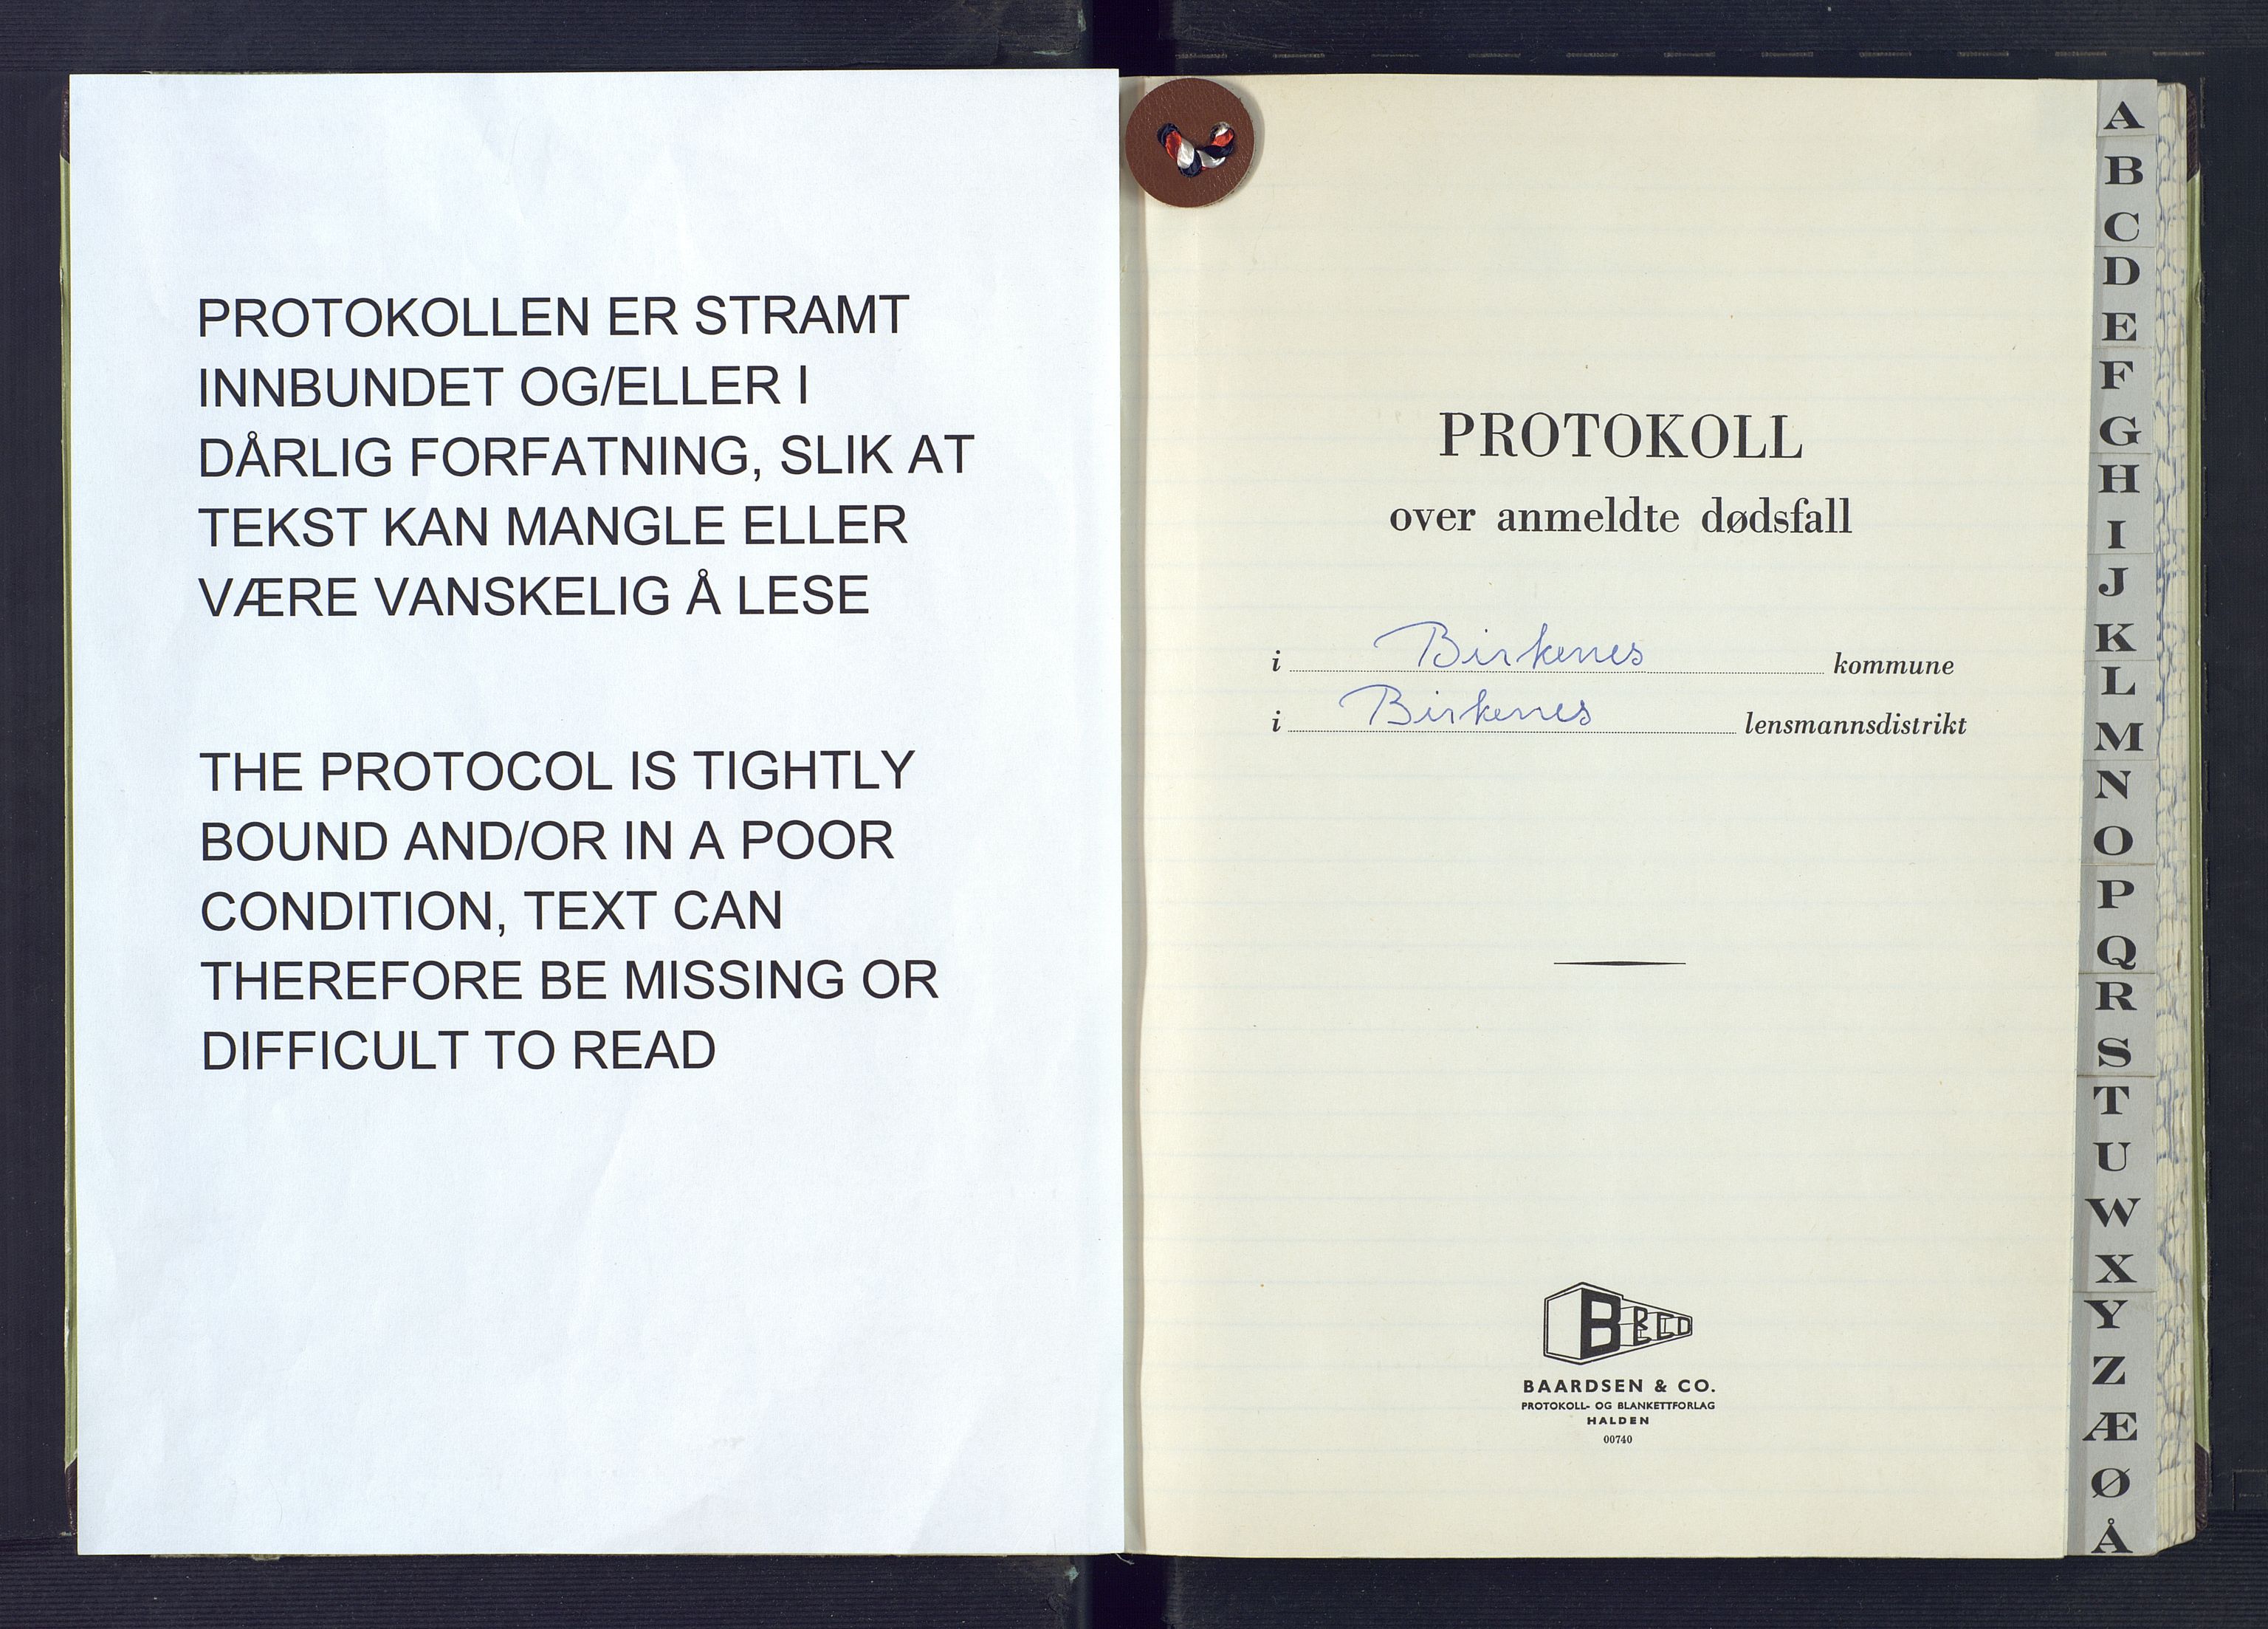 PROTOKOLLEN ER STRAMT
INNBUNDET OG/ELLER I
DÅRLIG FORFATNING, SLIK AT
TEKST KAN MANGLE ELLER
VÆRE VANSKELIG Å LESE
THE PROTOCOL IS TIGHTLY
BOUND AND/OR IN A POOR
CONDITION, TEXT CAN
THEREFORE BE MISSING OR
DIFFICULT TO READ
PROTOKOLL
over anmeldte dødsfall
i Birkenes kommune
i Birkenes lensmannsdistrikt
BECO
BAARDSEN & CO.
PROTOKOLL- OG BLANKETTFORLAG
HALDEN
00740
A
B
C
D
E
F
G
H
I
J
K
L
M
N
O
P
Q
R
S
T
U
W
X
Y
Z
Æ
Ø
Å